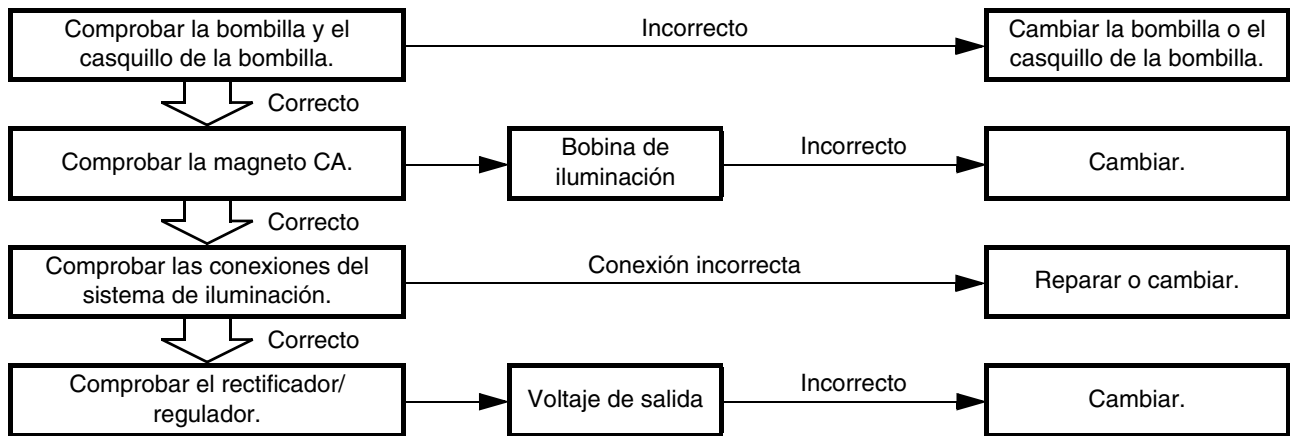 Comprobar la bombilla y el
casquillo de la bombilla.
Incorrecto
Cambiar la bombilla o el
casquillo de la bombilla.
Correcto
Comprobar la magneto CA.
Bobina de
iluminación
Incorrecto
Cambiar.
Correcto
Comprobar las conexiones del
sistema de iluminación.
Conexión incorrecta
Reparar o cambiar.
Correcto
Comprobar el rectificador/
regulador.
Voltaje de salida
Incorrecto
Cambiar.